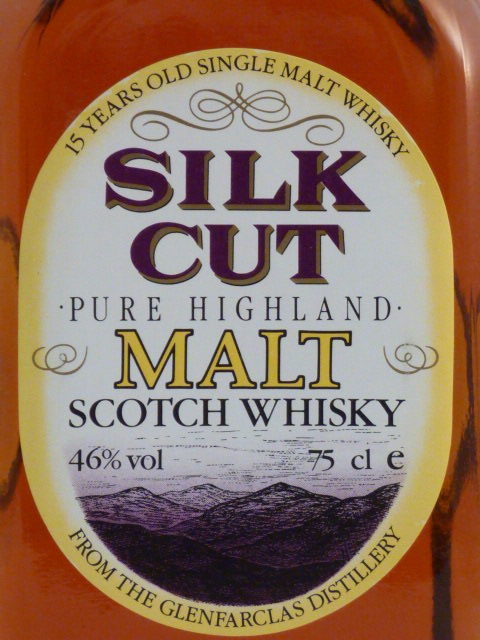 15 YEARS OLD SINGLE MALT WHISKY
SILK
CUT
·PURE HIGHLAND·
MALT
SCOTCH WHISKY
46% vol 75 cl e
FROM THE GLENFARCLAS DISTILLERY